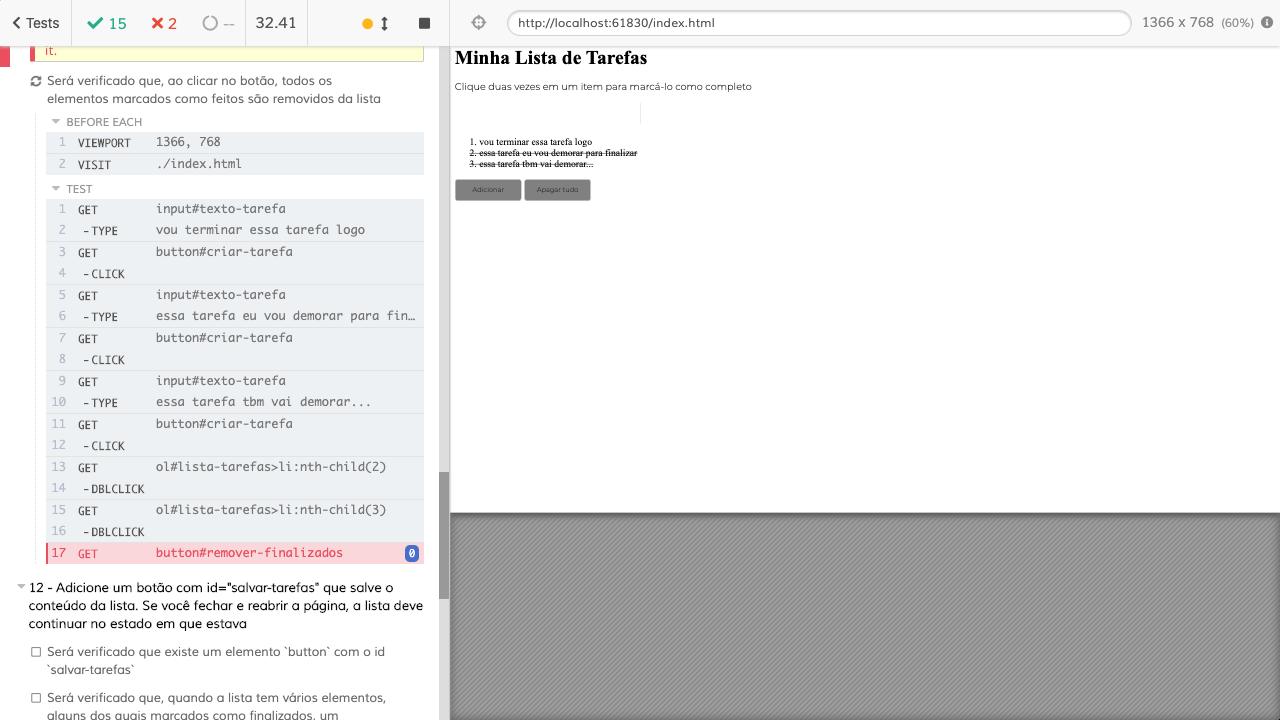 Tests 15 2 -- 32.41 http://localhost:61830/index.html 1366 x 768 (60%)
it.
Será verificado que, ao clicar no botão, todos os
elementos marcados como feitos são removidos da lista
BEFORE EACH
1 VIEWPORT 1366, 768
2 VISIT ./index.html
TEST
1 GET input#texto-tarefa
2 -TYPE vou terminar essa tarefa logo
3 GET button#criar-tarefa
4 -CLICK
5 GET input#texto-tarefa
6 -TYPE essa tarefa eu vou demorar para fin…
7 GET button#criar-tarefa
8 -CLICK
9 GET input#texto-tarefa
10 -TYPE essa tarefa tbm vai demorar...
11 GET button#criar-tarefa
12 -CLICK
13 GET ol#lista-tarefas>li:nth-child(2)
14 -DBLCLICK
15 GET ol#lista-tarefas>li:nth-child(3)
16 -DBLCLICK
17 GET button#remover-finalizados 0
12 - Adicione um botão com id="salvar-tarefas" que salve o
conteúdo da lista. Se você fechar e reabrir a página, a lista deve
continuar no estado em que estava
Será verificado que existe um elemento `button` com o id
`salvar-tarefas`
Será verificado que, quando a lista tem vários elementos,
alguns dos quais marcados como finalizados, um
Minha Lista de Tarefas
Clique duas vezes em um item para marcá-lo como completo
1. vou terminar essa tarefa logo
2. essa tarefa eu vou demorar para finalizar
3. essa tarefa tbm vai demorar...
Adicionar Apagar tudo